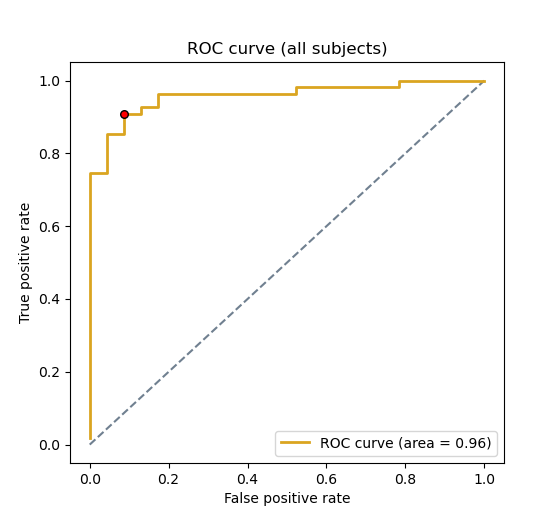 ROC curve (all subjects)
True positive rate
1.0
0.8
0.6
0.4
0.2
0.0
ROC curve (area = 0.96)
0.0 0.2 0.4 0.6 0.8 1.0
False positive rate